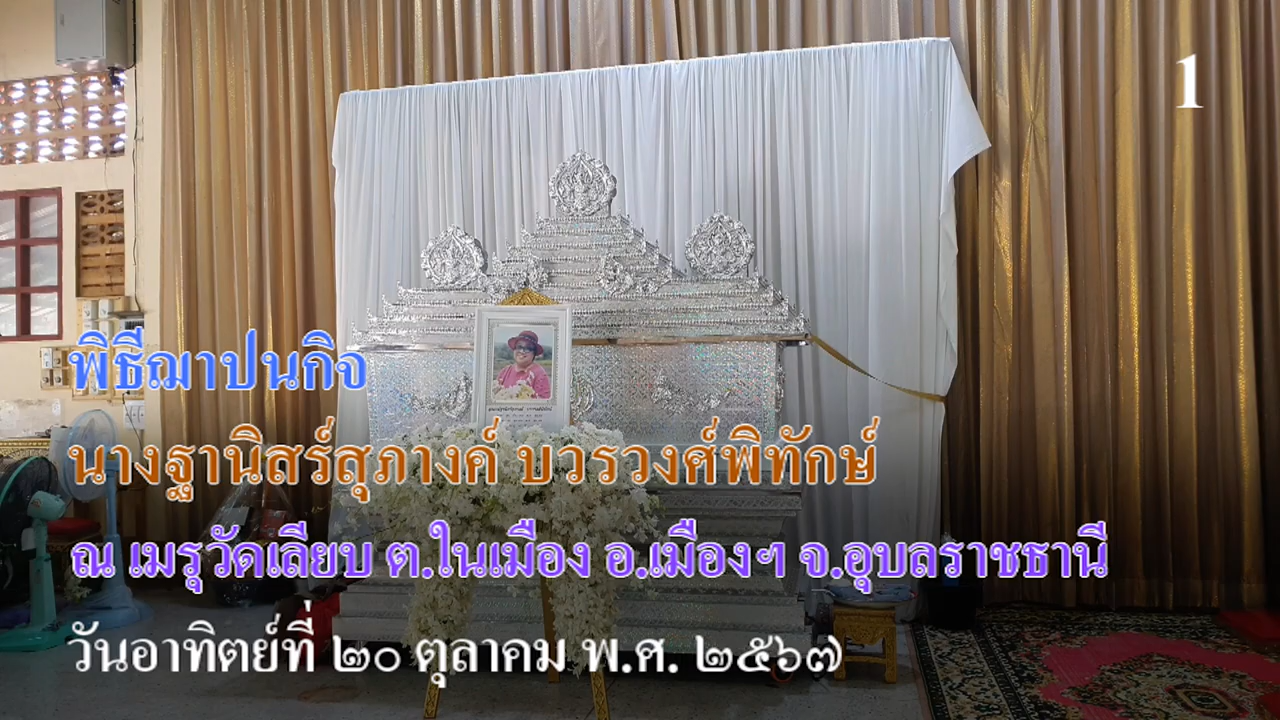 1
พิธีฌาปนกิจ
นางฐานิสร์สุภางค์ บวรวงศ์พิทักษ์
ณ เมรุวัดเลียบ ต.ในเมือง อ.เมืองฯ จ.อุบลราชธานี
วันอาทิตย์ที่ ๒๐ ตุลาคม พ.ศ. ๒๕๖๗